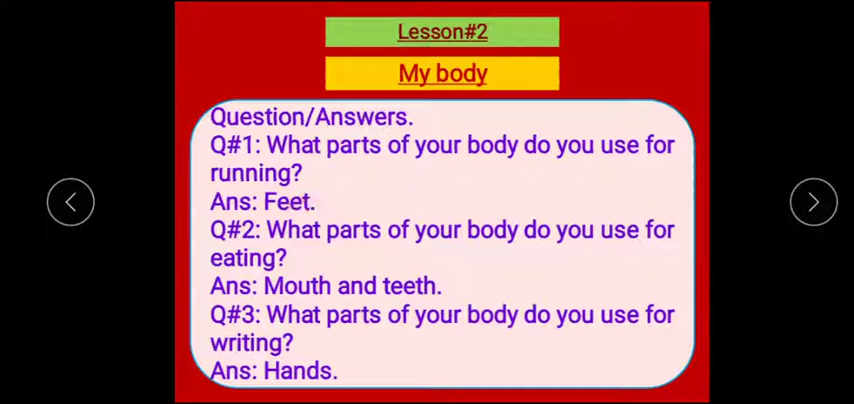 Lesson#2
My body
Question/Answers.
Q#1: What parts of your body do you use for
running?
Ans: Feet.
Q#2: What parts of your body do you use for
eating?
Ans: Mouth and teeth.
Q#3: What parts of your body do you use for
writing?
Ans: Hands.